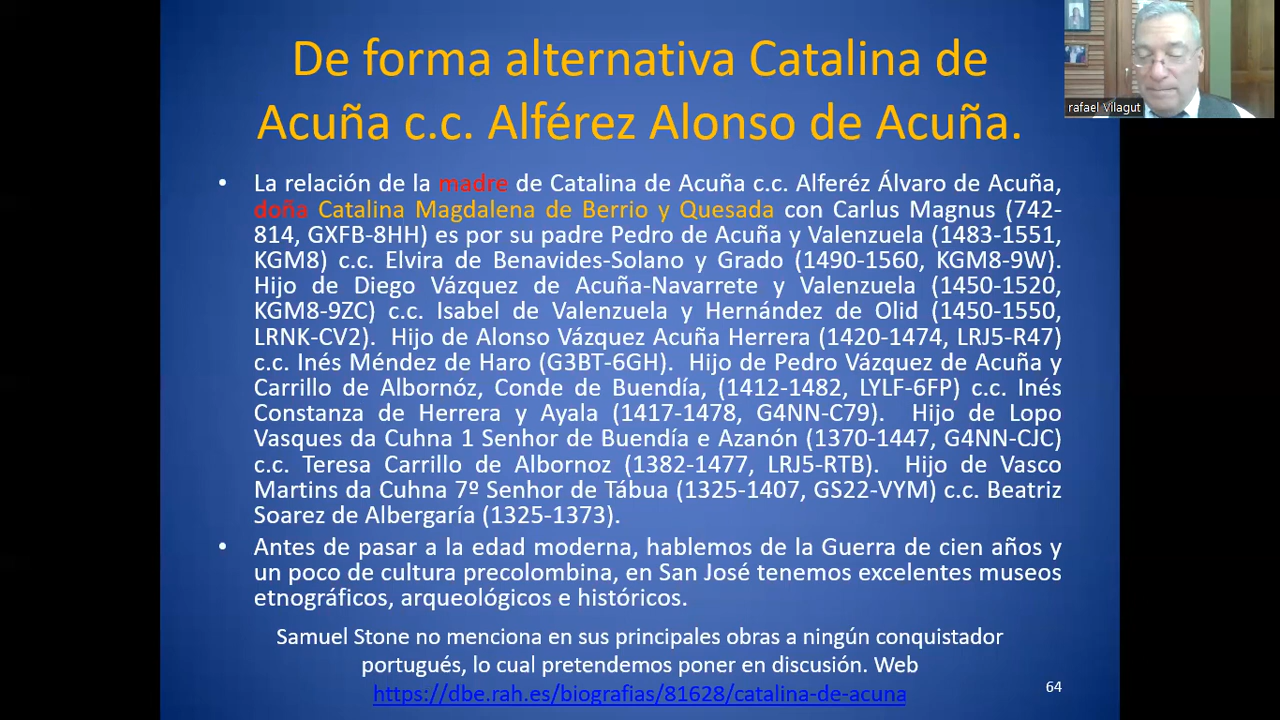 De forma alternativa Catalina de
Acuña c.c. Alférez Alonso de Acuña.
rafael Vilagut
• La relación de la madre de Catalina de Acuña c.c. Alferéz Álvaro de Acuña,
doña Catalina Magdalena de Berrio y Quesada con Carlus Magnus (742-
814, GXFB-8HH) es por su padre Pedro de Acuña y Valenzuela (1483-1551,
KGM8) c.c. Elvira de Benavides-Solano y Grado (1490-1560, KGM8-9W).
Hijo de Diego Vázquez de Acuña-Navarrete y Valenzuela (1450-1520,
KGM8-9ZC) c.c. Isabel de Valenzuela y Hernández de Olid (1450-1550,
LRNK-CV2). Hijo de Alonso Vázquez Acuña Herrera (1420-1474, LRJ5-R47)
c.c. Inés Méndez de Haro (G3BT-6GH). Hijo de Pedro Vázquez de Acuña y
Carrillo de Albornóz, Conde de Buendía, (1412-1482, LYLF-6FP) c.c. Inés
Constanza de Herrera y Ayala (1417-1478, G4NN-C79). Hijo de Lopo
Vasques da Cuhna 1 Senhor de Buendía e Azanón (1370-1447, G4NN-CJC)
c.c. Teresa Carrillo de Albornoz (1382-1477, LRJ5-RTB). Hijo de Vasco
Martins da Cuhna 7º Senhor de Tábua (1325-1407, GS22-VYM) c.c. Beatriz
Soarez de Albergaría (1325-1373).
• Antes de pasar a la edad moderna, hablemos de la Guerra de cien años y
un poco de cultura precolombina, en San José tenemos excelentes museos
etnográficos, arqueológicos e históricos.
Samuel Stone no menciona en sus principales obras a ningún conquistador
portugués, lo cual pretendemos poner en discusión. Web
https://dbe.rah.es/biografias/81628/catalina-de-acuna
64